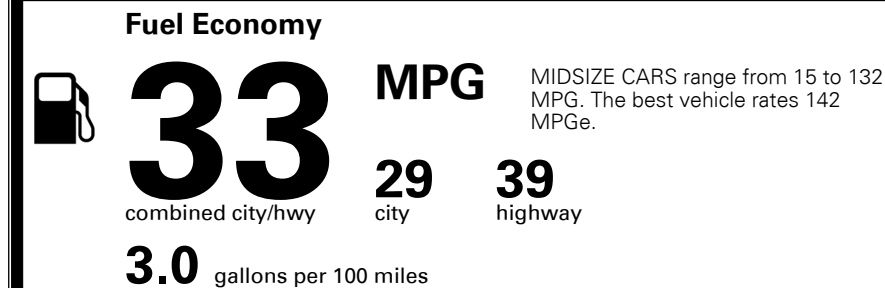 Fuel Economy
33 MPG
MIDSIZE CARS range from 15 to 132
MPG. The best vehicle rates 142
MPGe.
29 39
combined city/hwy city highway
3.0 gallons per 100 miles